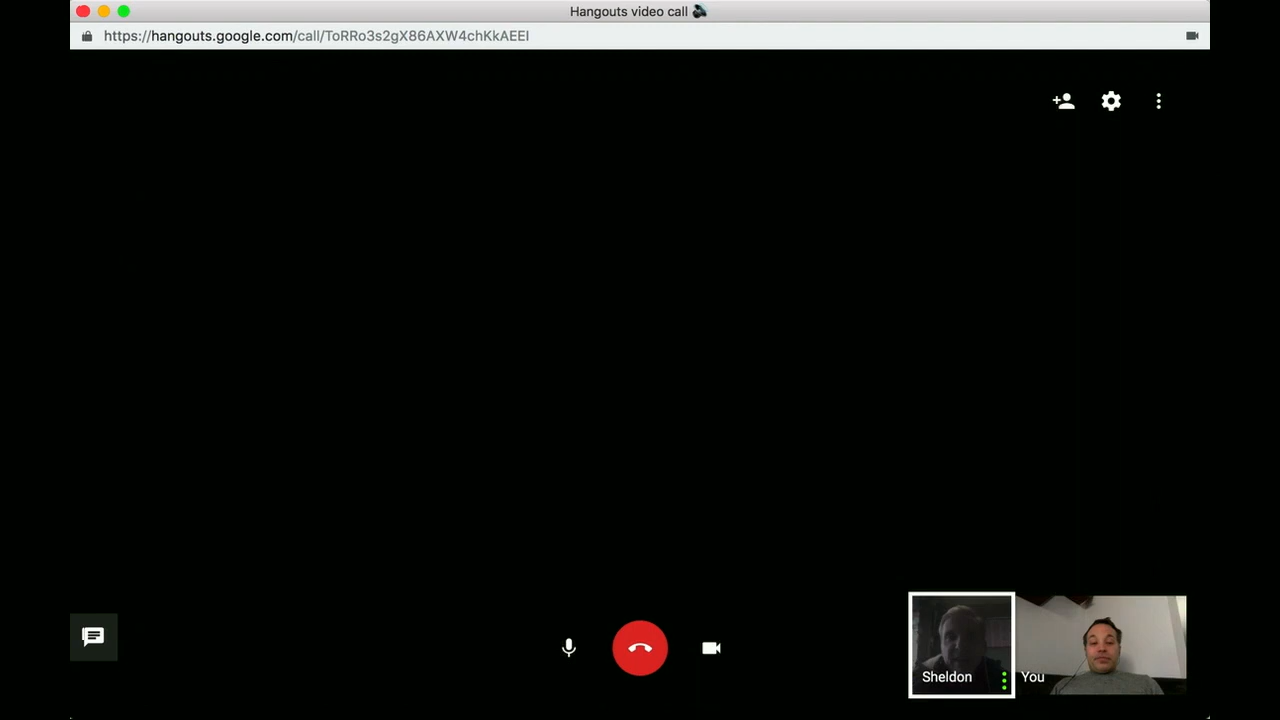 Hangouts video call
https://hangouts.google.com/call/ToRRo3s2gX86AXW4chKkAEEI
Sheldon
You